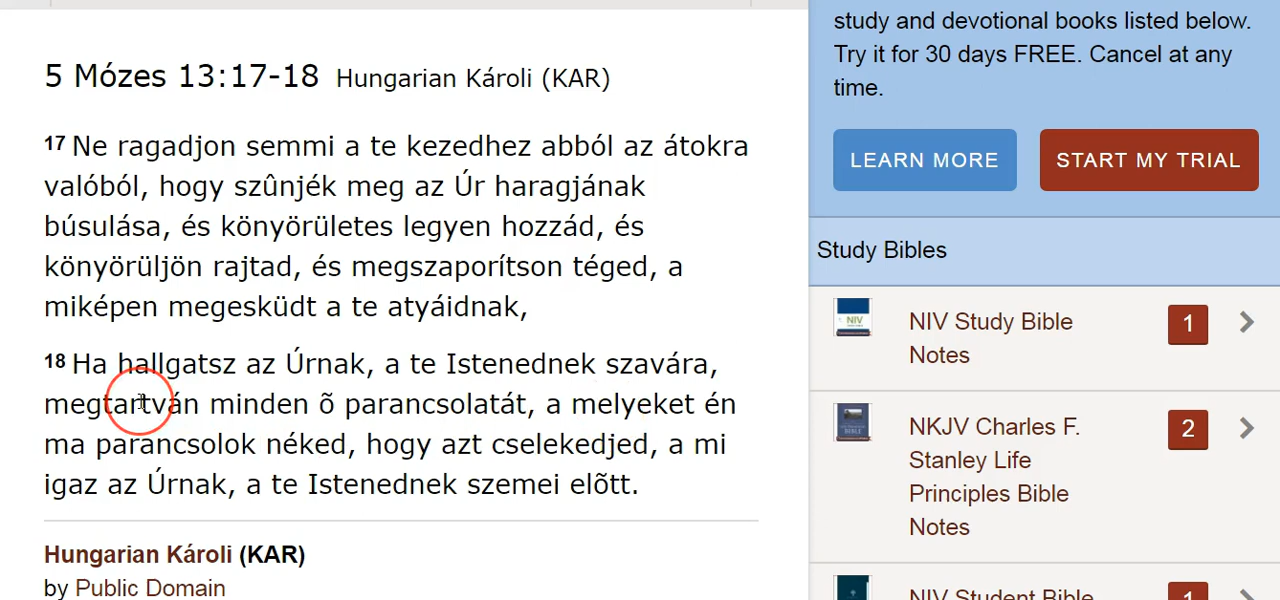 5 Mózes 13:17-18 Hungarian Károli (KAR)
17 Ne ragadjon semmi a te kezedhez abból az átokra
valóból, hogy szûnjék meg az Úr haragjának
búsulása, és könyörületes legyen hozzád, és
könyörüljön rajtad, és megszaporítson téged, a
miképen megesküdt a te atyáidnak,
18 Ha hallgatsz az Úrnak, a te Istenednek szavára,
megtartván minden õ parancsolatát, a melyeket én
ma parancsolok néked, hogy azt cselekedjed, a mi
igaz az Úrnak, a te Istenednek szemei elõtt.
Hungarian Károli (KAR)
by Public Domain
study and devotional books listed below.
Try it for 30 days FREE. Cancel at any
time.
LEARN MORE
START MY TRIAL
Study Bibles
NIV
NIV Study Bible
Notes
1
NKJV Charles F.
Stanley Life
Principles Bible
Notes
2
NIV Student Bible
1